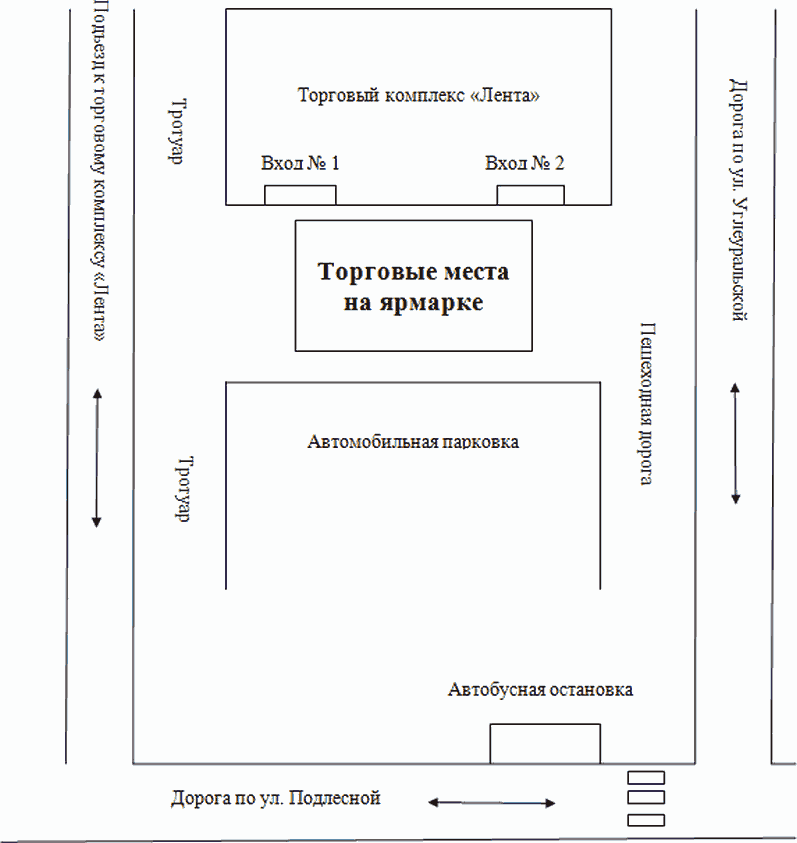 Подъезд к торговому комплексу «Лента»
Тротуар
Торговый комплекс «Лента»
Вход № 1
Вход № 2
Дорога по ул. Углеуральской
Торговые места
на ярмарке
Пешеходная дорога
Автомобильная парковка
Тротуар
Автобусная остановка
Дорога по ул. Подлесной